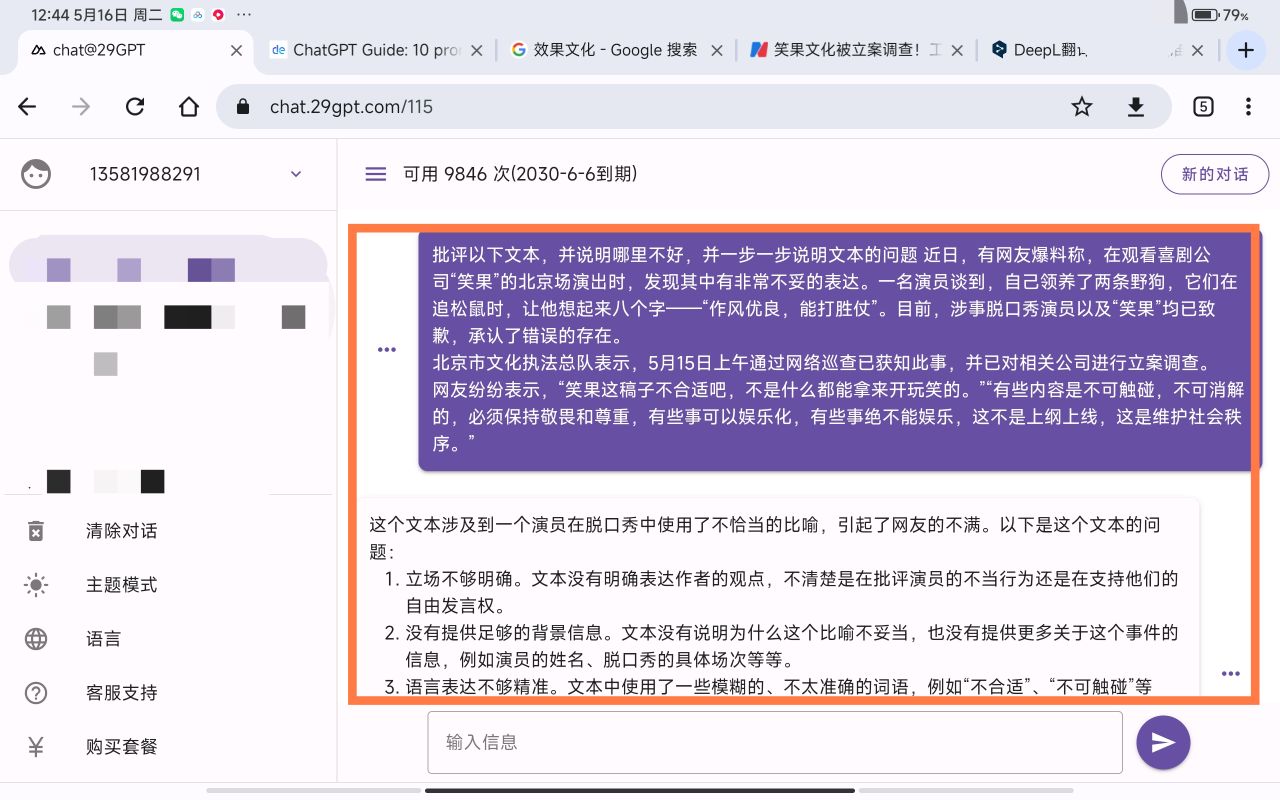 12:44 5月16日 周二 ···
79%
chat@29GPT
de ChatGPT Guide: 10 pro
效果文化 - Google 搜索
笑果文化被立案调查！
DeepL翻
chat.29gpt.com/115
5
13581988291
可用 9846 次(2030-6-6到期)
新的对话
批评以下文本，并说明哪里不好，并一步一步说明文本的问题 近日，有网友爆料称，在观看喜剧公
司“笑果”的北京场演出时，发现其中有非常不妥的表达。一名演员谈到，自己领养了两条野狗，它们在
追松鼠时，让他想起来八个字——“作风优良，能打胜仗”。目前，涉事脱口秀演员以及“笑果”均已致
歉，承认了错误的存在。
北京市文化执法总队表示，5月15日上午通过网络巡查已获知此事，并已对相关公司进行立案调查。
网友纷纷表示，“笑果这稿子不合适吧，不是什么都能拿来开玩笑的。”“有些内容是不可触碰，不可消解
的，必须保持敬畏和尊重，有些事可以娱乐化，有些事绝不能娱乐，这不是上纲上线，这是维护社会秩
序。”
这个文本涉及到一个演员在脱口秀中使用了不恰当的比喻，引起了网友的不满。以下是这个文本的问
题：
1. 立场不够明确。文本没有明确表达作者的观点，不清楚是在批评演员的不当行为还是在支持他们的
自由发言权。
2. 没有提供足够的背景信息。文本没有说明为什么这个比喻不妥当，也没有提供更多关于这个事件的
信息，例如演员的姓名、脱口秀的具体场次等等。
3. 语言表达不够精准。文本中使用了一些模糊的、不太准确的词语，例如“不合适”、“不可触碰”等
清除对话
主题模式
语言
客服支持
购买套餐
输入信息